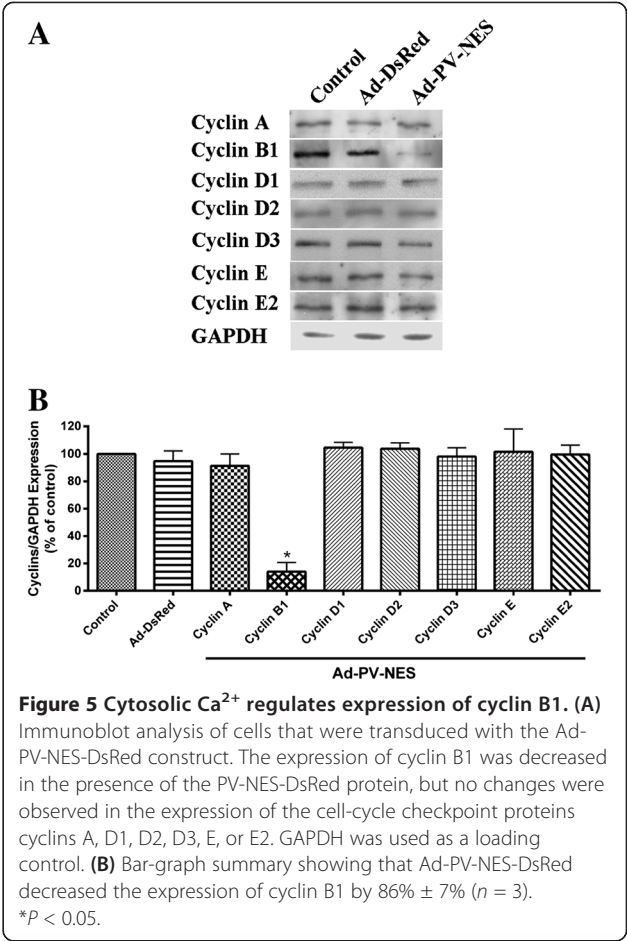 A
Control
Ad-DsRed
Ad-PV-NES
Cyclin A
Cyclin B1
Cyclin D1
Cyclin D2
Cyclin D3
Cyclin E
Cyclin E2
GAPDH
B
Cyclins/GAPDH Expression
(% of control)
120
100
80
60
40
20
0
*
Control
Ad-DsRed
Cyclin A
Cyclin B1
Cyclin D1
Cyclin D2
Cyclin D3
Cyclin E
Cyclin E2
Ad-PV-NES
Figure 5 Cytosolic Ca²⁺ regulates expression of cyclin B1. (A)
Immunoblot analysis of cells that were transduced with the Ad-
PV-NES-DsRed construct. The expression of cyclin B1 was decreased
in the presence of the PV-NES-DsRed protein, but no changes were
observed in the expression of the cell-cycle checkpoint proteins
cyclins A, D1, D2, D3, E, or E2. GAPDH was used as a loading
control. (B) Bar-graph summary showing that Ad-PV-NES-DsRed
decreased the expression of cyclin B1 by 86% ± 7% (n = 3).
*P < 0.05.